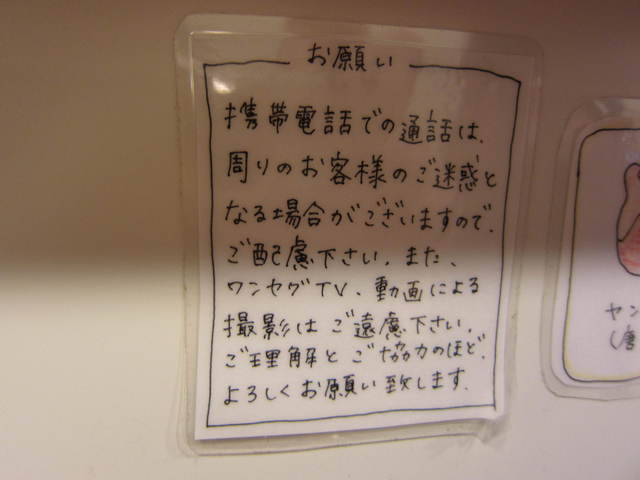 お願い
携帯電話での通話は、
周りのお客様のご迷惑と
なる場合がございますので、
ご配慮下さい。また、
ワンセグTV、動画による
撮影はご遠慮下さい。
ご理解とご協力のほど、
よろしくお願い致します。
ヤン
(唐